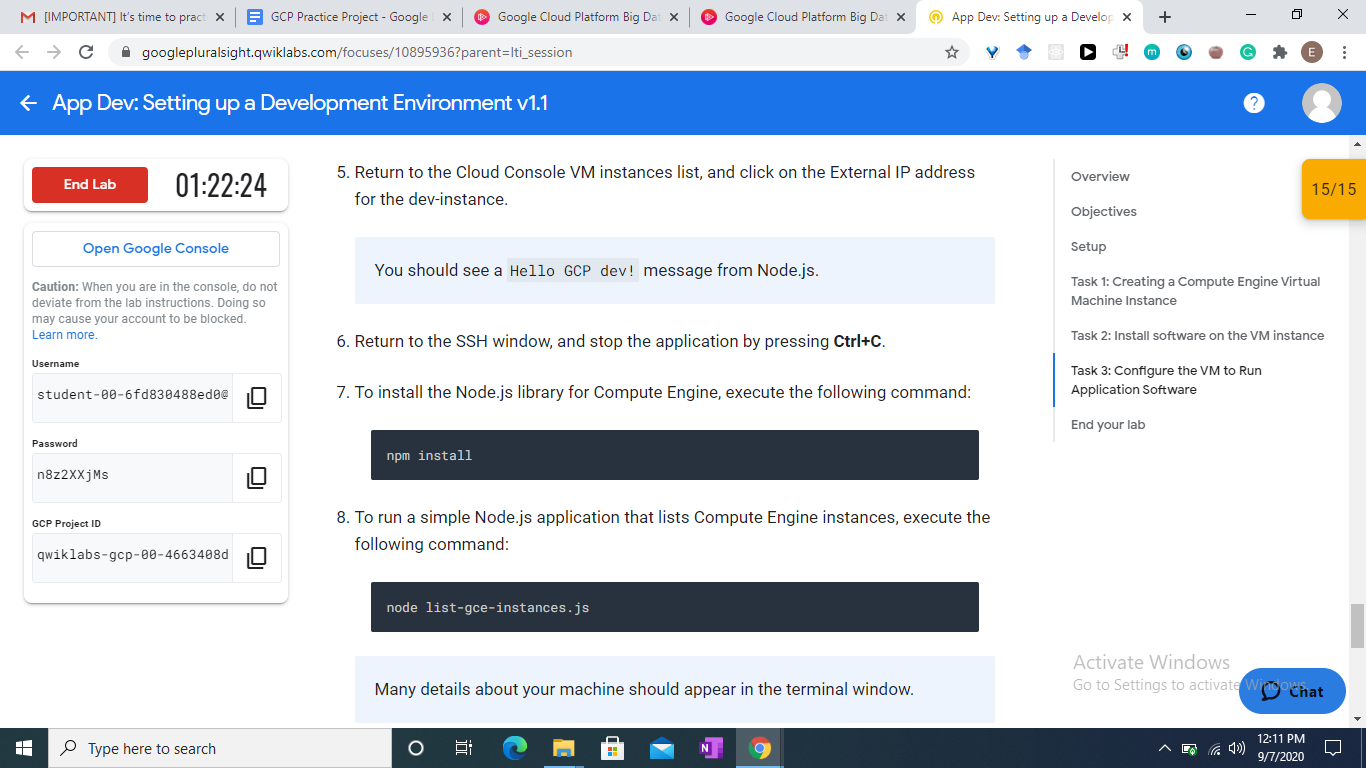 [IMPORTANT] It's time to pract
GCP Practice Project - Google
Google Cloud Platform Big Dat
Google Cloud Platform Big Dat
App Dev: Setting up a Develop
googlepluralsight.qwiklabs.com/focuses/10895936?parent=lti_session
E
App Dev: Setting up a Development Environment v1.1
End Lab
01:22:24
Open Google Console
Caution: When you are in the console, do not
deviate from the lab instructions. Doing so
may cause your account to be blocked.
Learn more.
Username
student-00-6fd830488ed0@
Password
n8z2XXjMs
GCP Project ID
qwiklabs-gcp-00-4663408d
5. Return to the Cloud Console VM instances list, and click on the External IP address
for the dev-instance.
You should see a Hello GCP dev! message from Node.js.
6. Return to the SSH window, and stop the application by pressing Ctrl+C.
7. To install the Node.js library for Compute Engine, execute the following command:
npm install
8. To run a simple Node.js application that lists Compute Engine instances, execute the
following command:
node list-gce-instances.js
Many details about your machine should appear in the terminal window.
Overview
Objectives
Setup
Task 1: Creating a Compute Engine Virtual
Machine Instance
Task 2: Install software on the VM instance
Task 3: Configure the VM to Run
Application Software
End your lab
15/15
Activate Windows
Go to Settings to activate Windows.
Chat
Type here to search
12:11 PM
9/7/2020